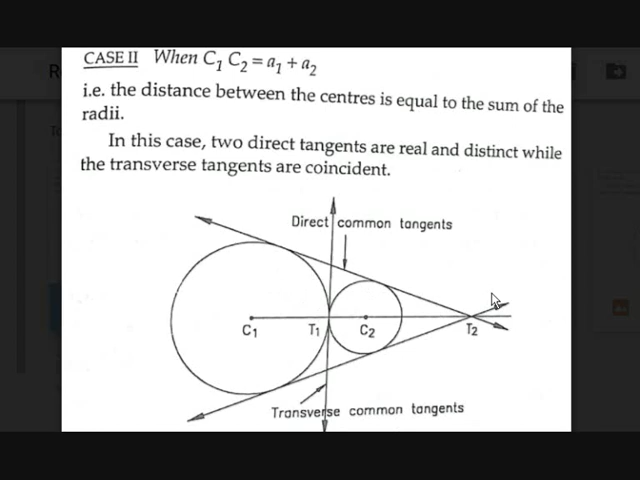 CASE II When C₁ C₂ = a₁ + a₂
i.e. the distance between the centres is equal to the sum of the
radii.
In this case, two direct tangents are real and distinct while
the transverse tangents are coincident.
Direct common tangents
C₁ T₁ C₂ T₂
Transverse common tangents